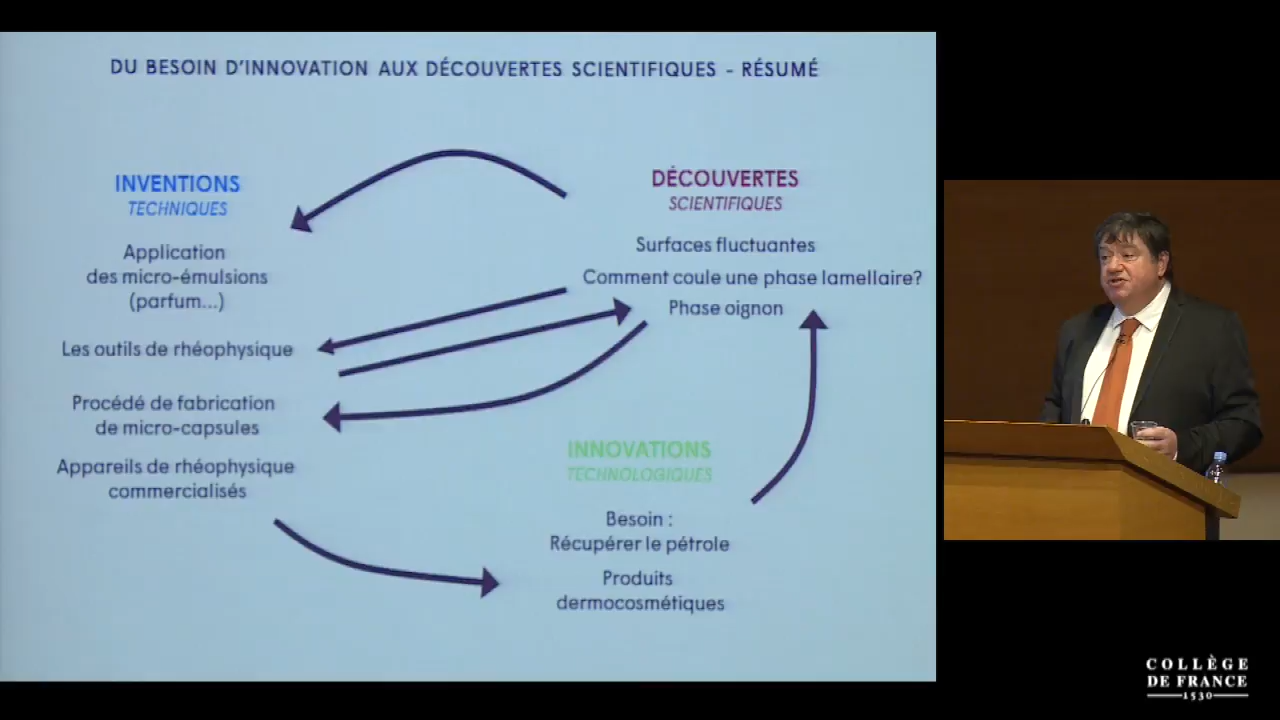 DU BESOIN D'INNOVATION AUX DÉCOUVERTES SCIENTIFIQUES - RÉSUMÉ
INVENTIONS
TECHNIQUES
Application
des micro-émulsions
(parfum...)
Les outils de rhéophysique
Procédé de fabrication
de micro-capsules
Appareils de rhéophysique
commercialisés
DÉCOUVERTES
SCIENTIFIQUES
Surfaces fluctuantes
Comment coule une phase lamellaire?
Phase oignon
INNOVATIONS
TECHNOLOGIQUES
Besoin :
Récupérer le pétrole
Produits
dermocosmétiques
COLLÈGE
DE FRANCE
1530